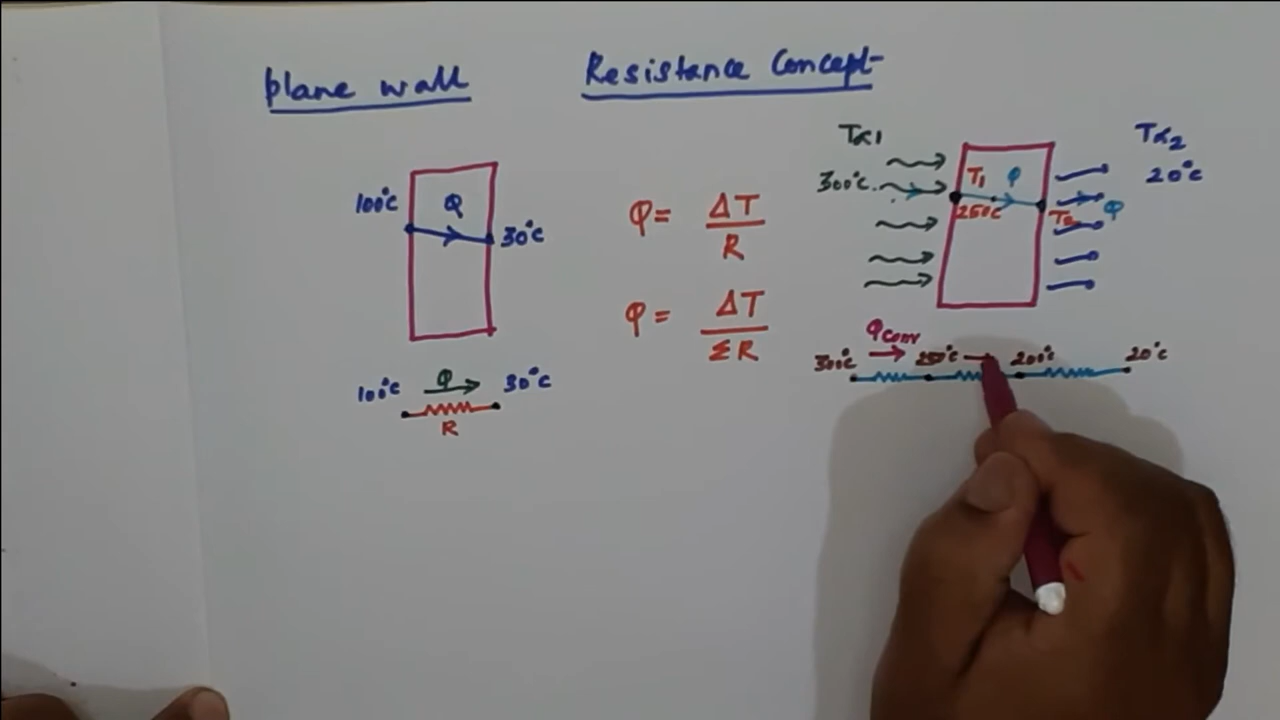 plane wall
Resistance Concept
T∝1
T∝2
300°C
20°C
T1
Q
250C
T2
Q
100°C
Q
30°C
Q = ΔT / R
Q = ΔT / ΣR
Qconv
300°C
250°C
200°C
20°C
100°C
Q
30°C
R